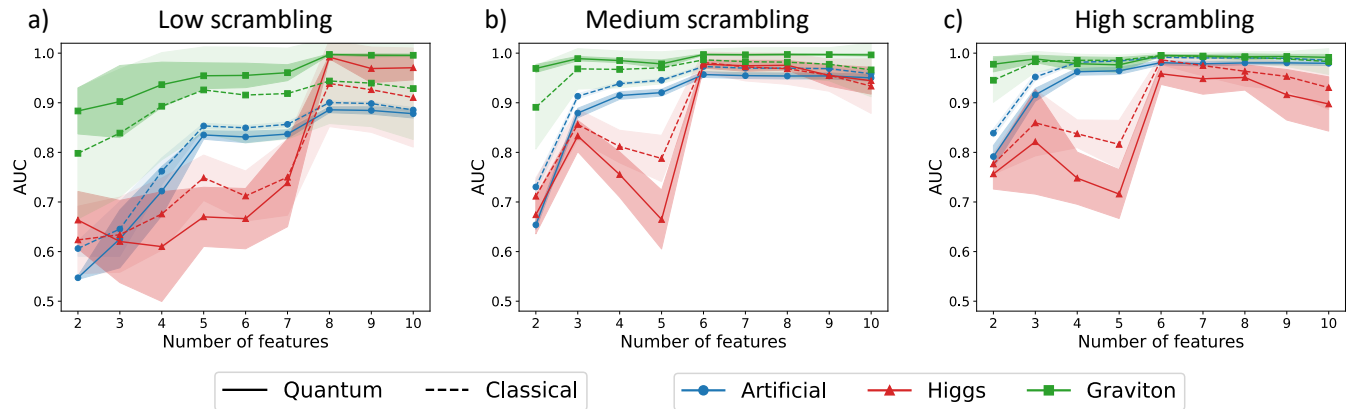 a) Low scrambling
1.0
0.9
0.8
0.7
0.6
0.5
AUC
2 3 4 5 6 7 8 9 10
Number of features
b) Medium scrambling
1.0
0.9
0.8
0.7
0.6
0.5
AUC
2 3 4 5 6 7 8 9 10
Number of features
c) High scrambling
1.0
0.9
0.8
0.7
0.6
0.5
AUC
2 3 4 5 6 7 8 9 10
Number of features
Quantum Classical
Artificial Higgs Graviton